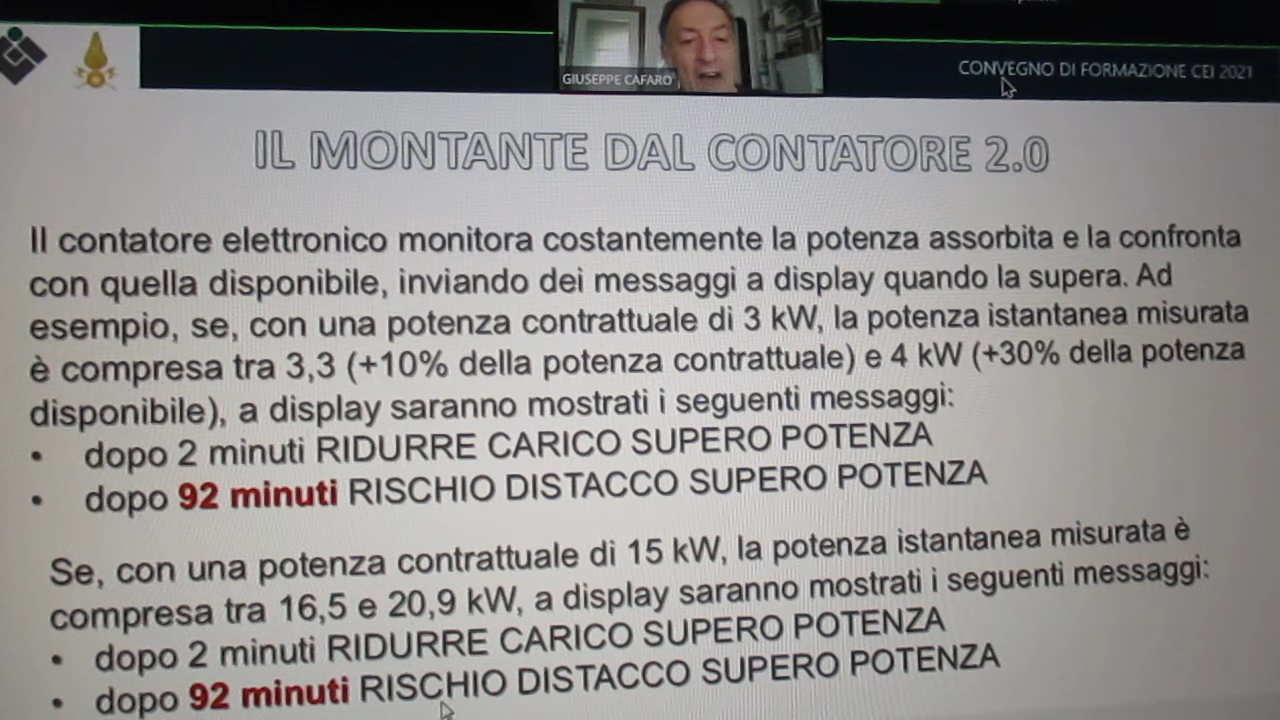 GIUSEPPE CAFARO
CONVEGNO DI FORMAZIONE CEI 2021
IL MONTANTE DAL CONTATORE 2.0
Il contatore elettronico monitora costantemente la potenza assorbita e la confronta
con quella disponibile, inviando dei messaggi a display quando la supera. Ad
esempio, se, con una potenza contrattuale di 3 kW, la potenza istantanea misurata
è compresa tra 3,3 (+10% della potenza contrattuale) e 4 kW (+30% della potenza
disponibile), a display saranno mostrati i seguenti messaggi:
• dopo 2 minuti RIDURRE CARICO SUPERO POTENZA
• dopo 92 minuti RISCHIO DISTACCO SUPERO POTENZA
Se, con una potenza contrattuale di 15 kW, la potenza istantanea misurata è
compresa tra 16,5 e 20,9 kW, a display saranno mostrati i seguenti messaggi:
• dopo 2 minuti RIDURRE CARICO SUPERO POTENZA
• dopo 92 minuti RISCHIO DISTACCO SUPERO POTENZA